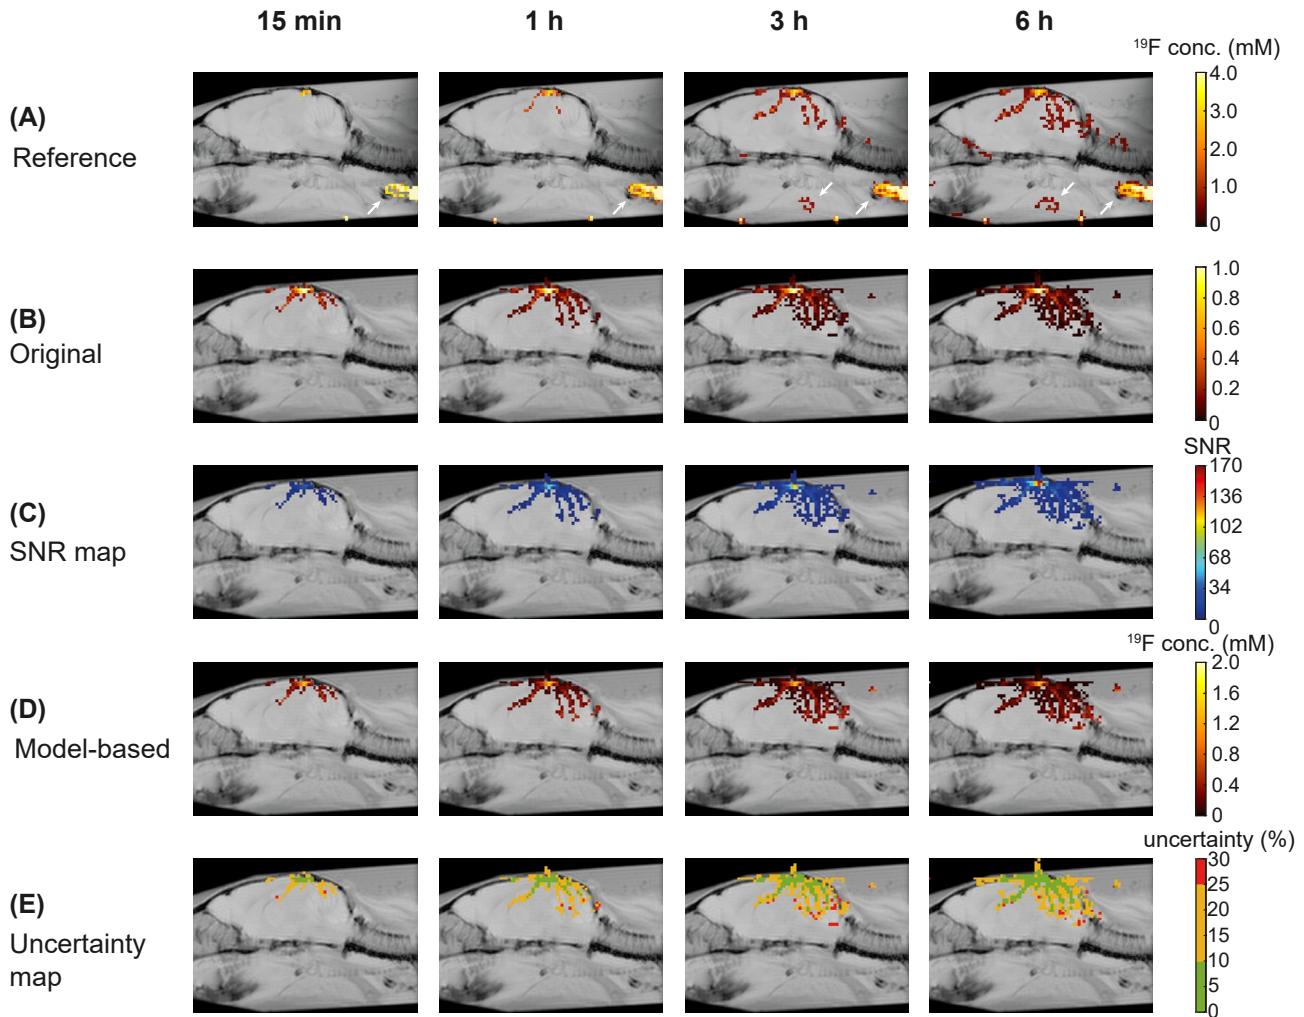 15 min 1 h 3 h 6 h
¹⁹F conc. (mM)
(A)
Reference
4.0
3.0
2.0
1.0
0
(B)
Original
1.0
0.8
0.6
0.4
0.2
0
(C)
SNR map
SNR
170
136
102
68
34
0
(D)
Model-based
¹⁹F conc. (mM)
2.0
1.6
1.2
0.8
0.4
0
(E)
Uncertainty
map
uncertainty (%)
30
25
20
15
10
5
0